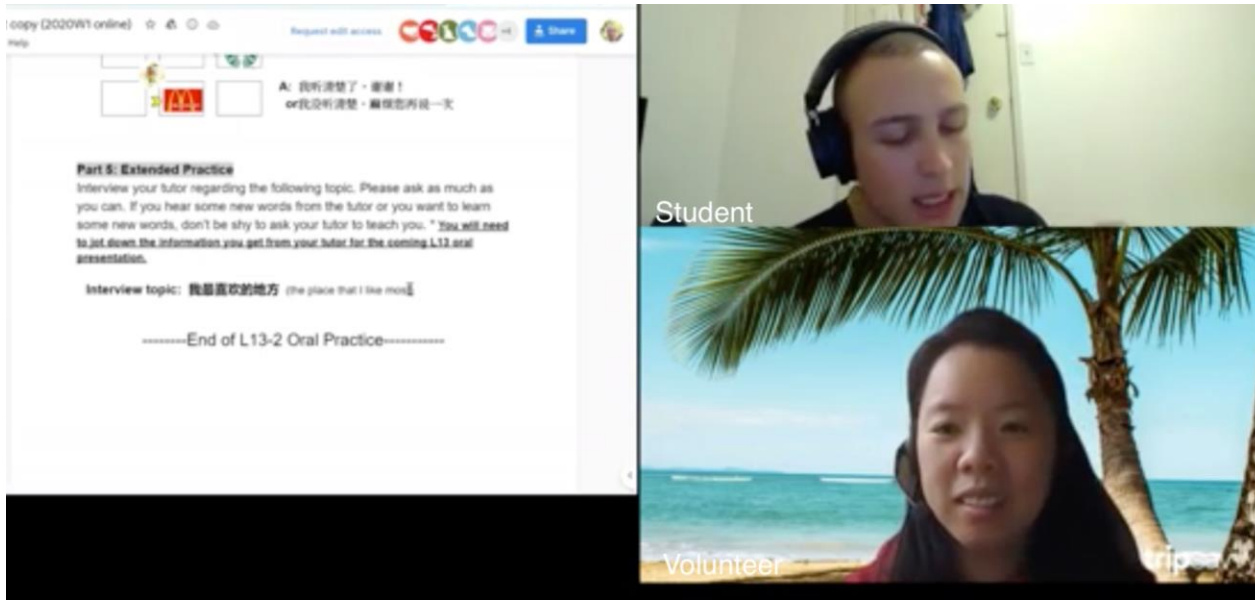 copy (2020W1 online)
Help
Request edit access
+4
Share
A: 我听清楚了，谢谢！
or我没听清楚，麻烦您再说一次
Part 5: Extended Practice
Interview your tutor regarding the following topic. Please ask as much as
you can. If you hear some new words from the tutor or you want to learn
some new words, don't be shy to ask your tutor to teach you. * You will need
to jot down the information you get from your tutor for the coming L13 oral
presentation.
Interview topic: 我最喜欢的地方 (the place that I like most
--------End of L13-2 Oral Practice-----------
Student
Volunteer